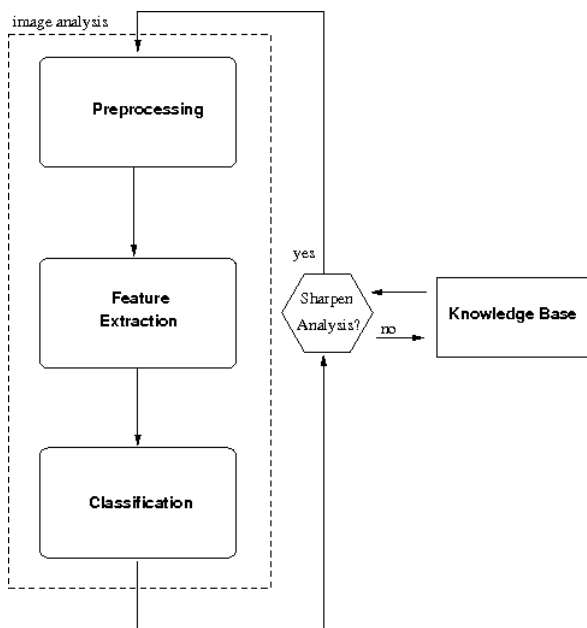 image analysis
Preprocessing
Feature
Extraction
Classification
yes
Sharpen
Analysis?
no
Knowledge Base